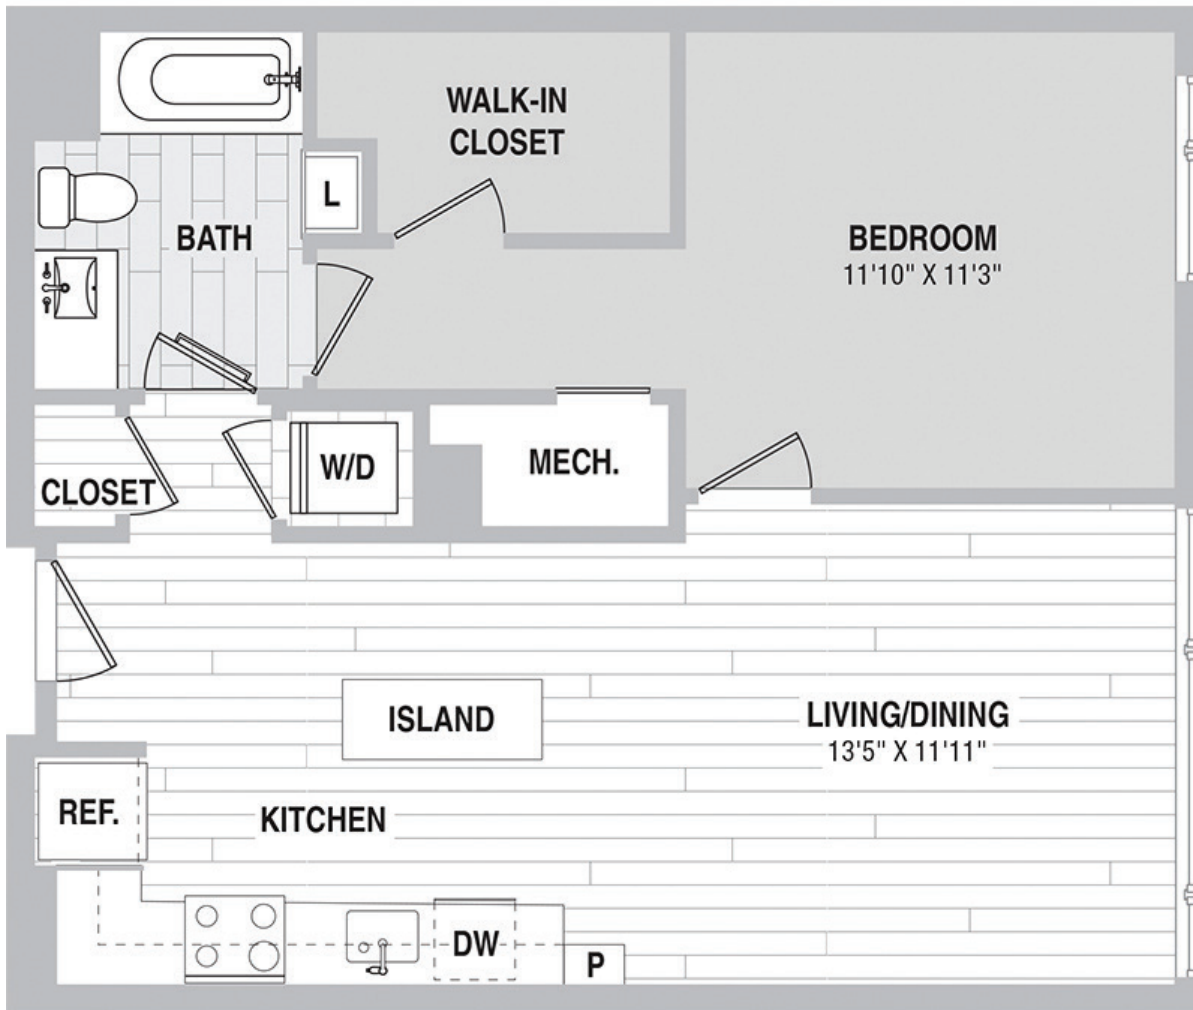 WALK-IN
CLOSET
L
BATH
BEDROOM
11'10" X 11'3"
W/D
MECH.
CLOSET
ISLAND
LIVING/DINING
13'5" X 11'11"
REF.
KITCHEN
DW
P